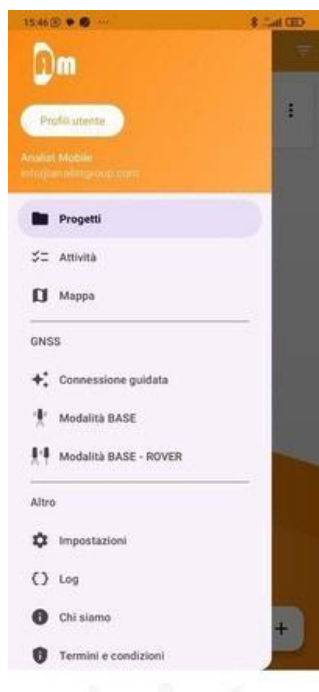 15:46
m
Profili utente
Analist Mobile
info@analistgroup.com
Progetti
Attività
Mappa
GNSS
Connessione guidata
Modalità BASE
Modalità BASE - ROVER
Altro
Impostazioni
Log
Chi siamo
Termini e condizioni